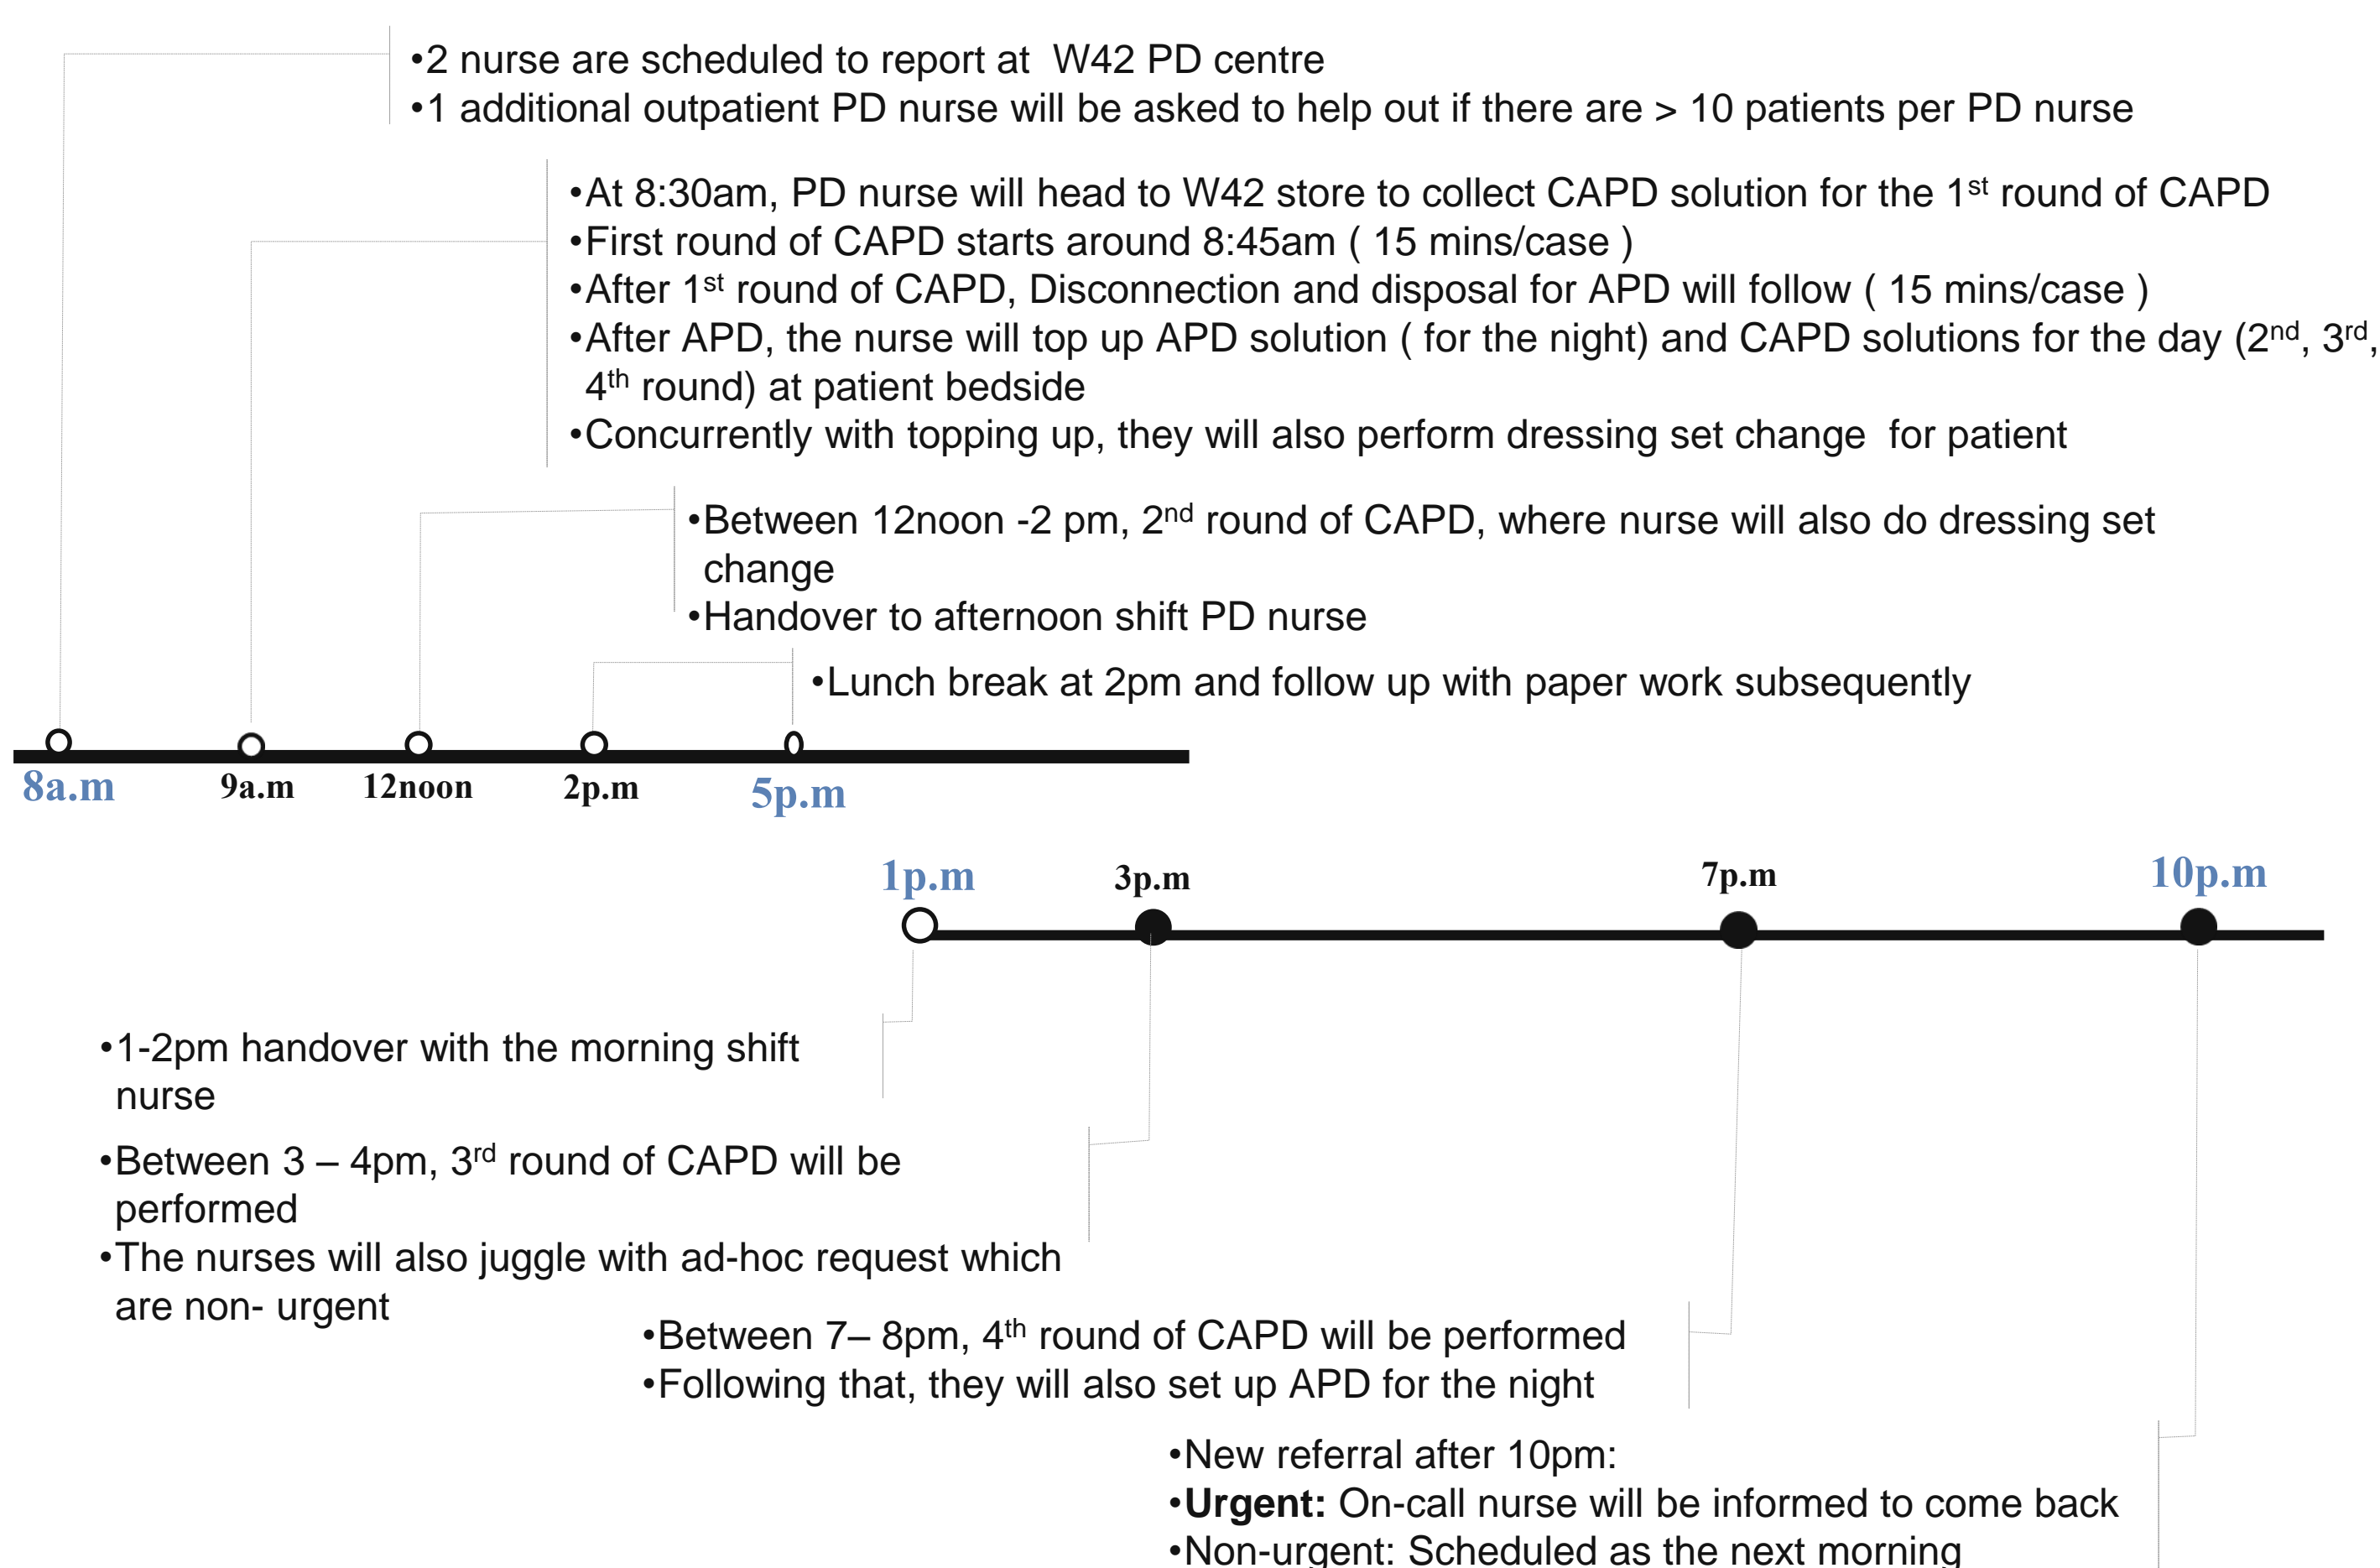 •2 nurse are scheduled to report at W42 PD centre
•1 additional outpatient PD nurse will be asked to help out if there are > 10 patients per PD nurse
•At 8:30am, PD nurse will head to W42 store to collect CAPD solution for the 1st round of CAPD
•First round of CAPD starts around 8:45am ( 15 mins/case )
•After 1st round of CAPD, Disconnection and disposal for APD will follow ( 15 mins/case )
•After APD, the nurse will top up APD solution ( for the night) and CAPD solutions for the day (2nd, 3rd,
4th round) at patient bedside
•Concurrently with topping up, they will also perform dressing set change for patient
•Between 12noon -2 pm, 2nd round of CAPD, where nurse will also do dressing set
change
•Handover to afternoon shift PD nurse
•Lunch break at 2pm and follow up with paper work subsequently
8a.m 9a.m 12noon 2p.m 5p.m
1p.m 3p.m 7p.m 10p.m
•1-2pm handover with the morning shift
nurse
•Between 3 – 4pm, 3rd round of CAPD will be
performed
•The nurses will also juggle with ad-hoc request which
are non- urgent
•Between 7– 8pm, 4th round of CAPD will be performed
•Following that, they will also set up APD for the night
•New referral after 10pm:
•Urgent: On-call nurse will be informed to come back
•Non-urgent: Scheduled as the next morning